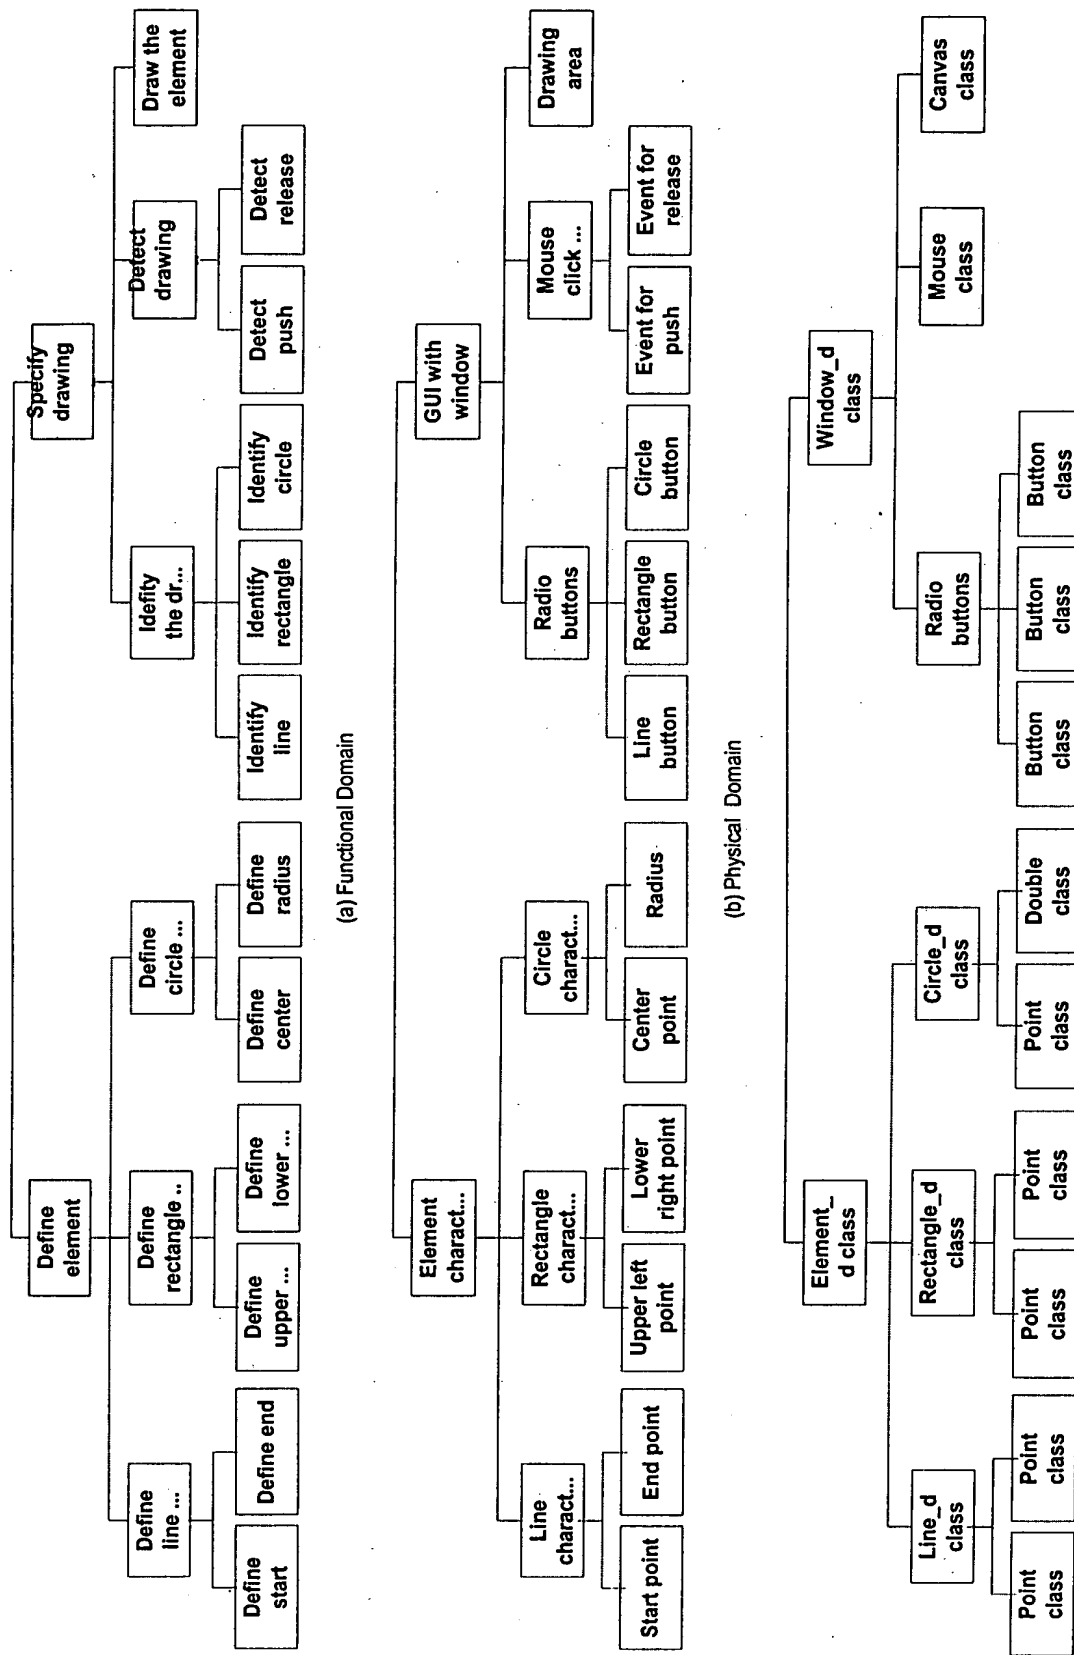 Define
element
Specify
drawing
Define
line ...
Define
rectangle ..
Define
circle ...
Idefity
the dr...
Detect
drawing
Draw the
element
Define
start
Define end
Define
upper ...
Define
lower ...
Define
center
Define
radius
Identify
line
Identify
rectangle
Identify
circle
Detect
push
Detect
release
(a) Functional Domain
Element
charact...
GUI with
window
Line
charact...
Rectangle
charact...
Circle
charact...
Radio
buttons
Mouse
click ...
Drawing
area
Start point
End point
Upper left
point
Lower
right point
Center
point
Radius
Line
button
Rectangle
button
Circle
button
Event for
push
Event for
release
(b) Physical Domain
Element_
d class
Window_d
class
Line_d
class
Rectangle_d
class
Circle_d
class
Radio
buttons
Mouse
class
Canvas
class
Point
class
Point
class
Point
class
Point
class
Point
class
Double
class
Button
class
Button
class
Button
class